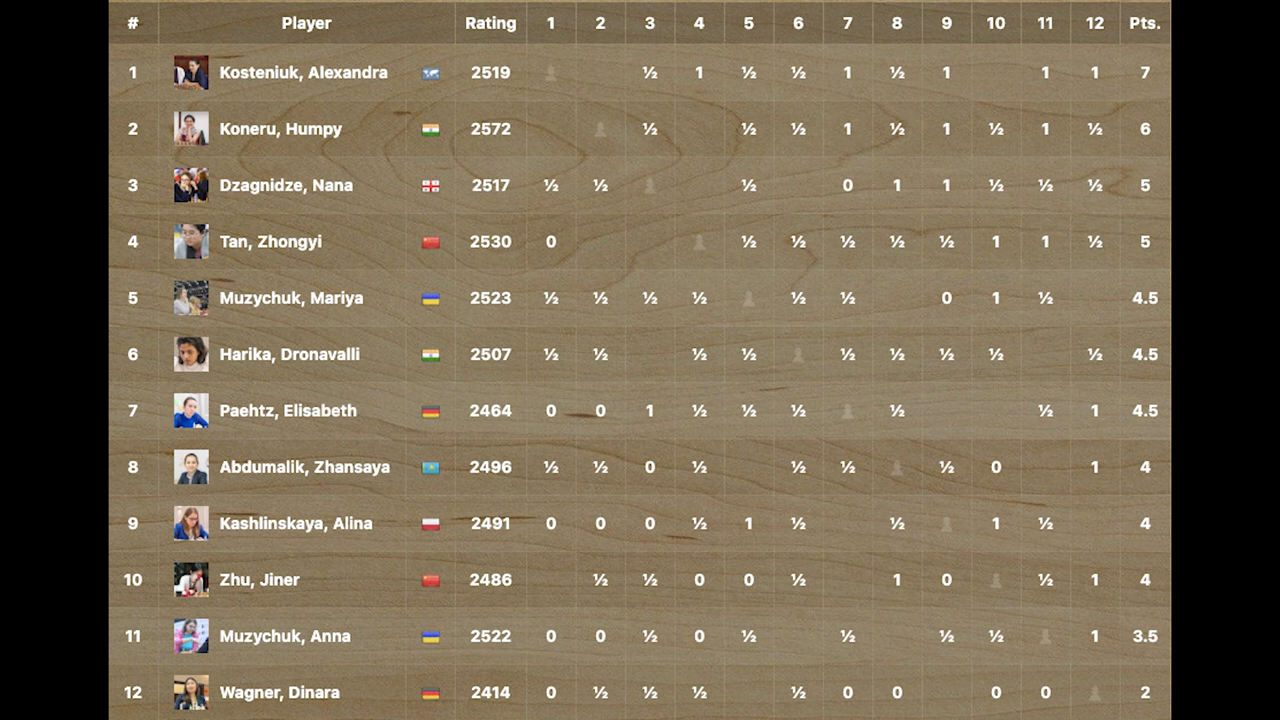 # Player Rating 1 2 3 4 5 6 7 8 9 10 11 12 Pts.
1 Kosteniuk, Alexandra 2519 ½ 1 ½ ½ 1 ½ 1 1 1 7
2 Koneru, Humpy 2572 ½ ½ ½ 1 ½ 1 ½ 1 ½ 6
3 Dzagnidze, Nana 2517 ½ ½ ½ 0 1 1 ½ ½ ½ 5
4 Tan, Zhongyi 2530 0 ½ ½ ½ ½ ½ 1 1 ½ 5
5 Muzychuk, Mariya 2523 ½ ½ ½ ½ ½ ½ 0 1 ½ 4.5
6 Harika, Dronavalli 2507 ½ ½ ½ ½ ½ ½ ½ ½ ½ 4.5
7 Paehtz, Elisabeth 2464 0 0 1 ½ ½ ½ ½ ½ 1 4.5
8 Abdumalik, Zhansaya 2496 ½ ½ 0 ½ ½ ½ ½ 0 1 4
9 Kashlinskaya, Alina 2491 0 0 0 ½ 1 ½ ½ 1 ½ 4
10 Zhu, Jiner 2486 ½ ½ 0 0 ½ 1 0 ½ 1 4
11 Muzychuk, Anna 2522 0 0 ½ 0 ½ ½ ½ ½ 1 3.5
12 Wagner, Dinara 2414 0 ½ ½ ½ ½ 0 0 0 0 2